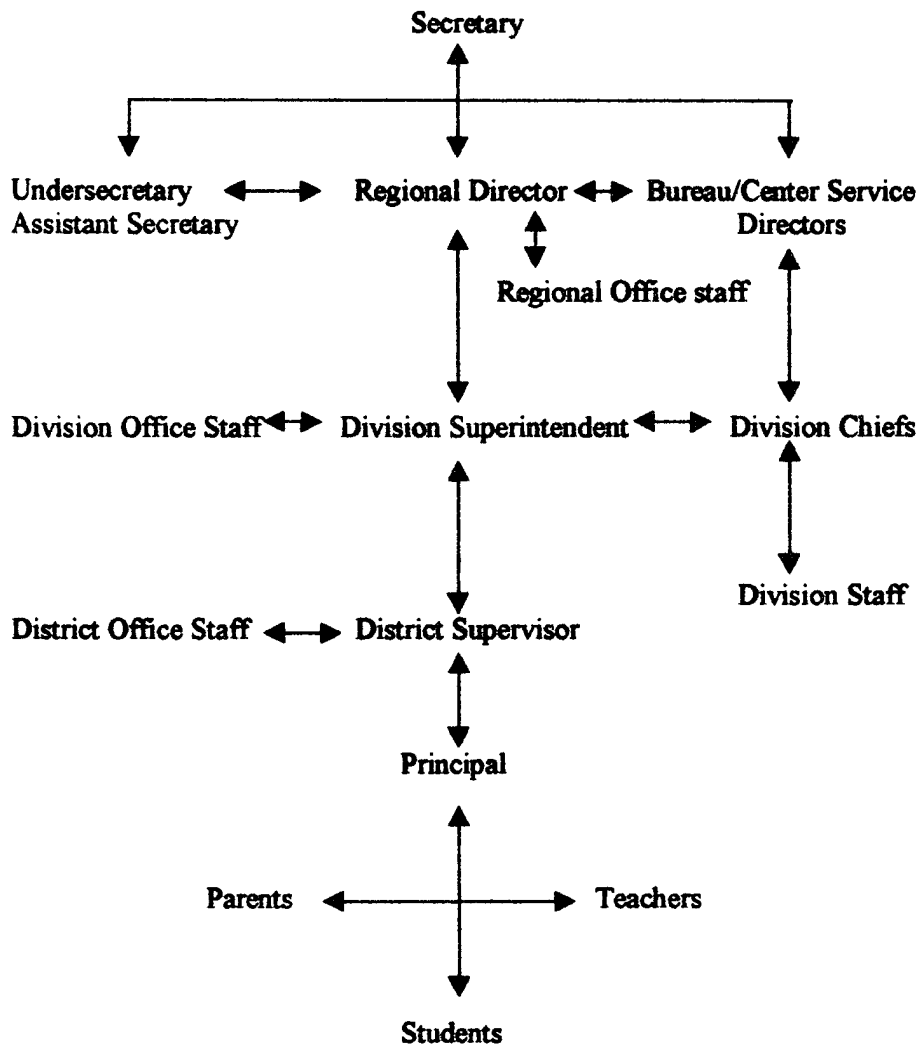 Secretary
Undersecretary
Assistant Secretary
Regional Director
Bureau/Center Service
Directors
Regional Office staff
Division Office Staff
Division Superintendent
Division Chiefs
Division Staff
District Office Staff
District Supervisor
Principal
Parents
Teachers
Students